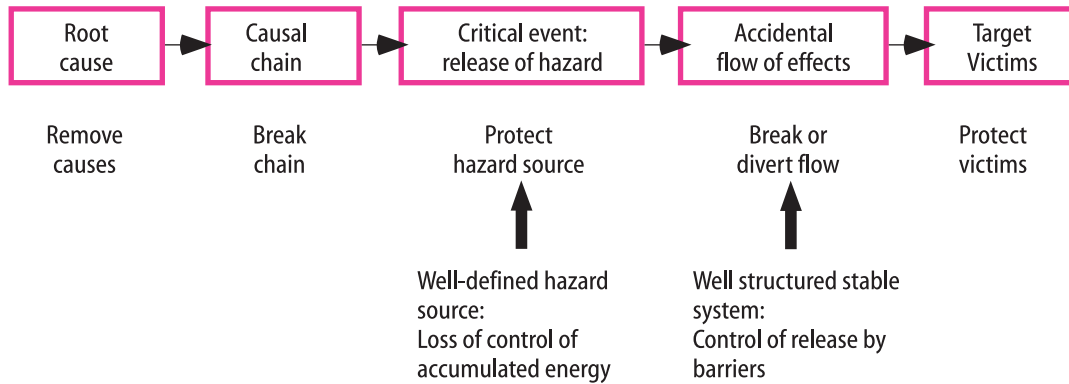 Root
cause
Causal
chain
Critical event:
release of hazard
Accidental
flow of effects
Target
Victims
Remove
causes
Break
chain
Protect
hazard source
Break or
divert flow
Protect
victims
Well-defined hazard
source:
Loss of control of
accumulated energy
Well structured stable
system:
Control of release by
barriers